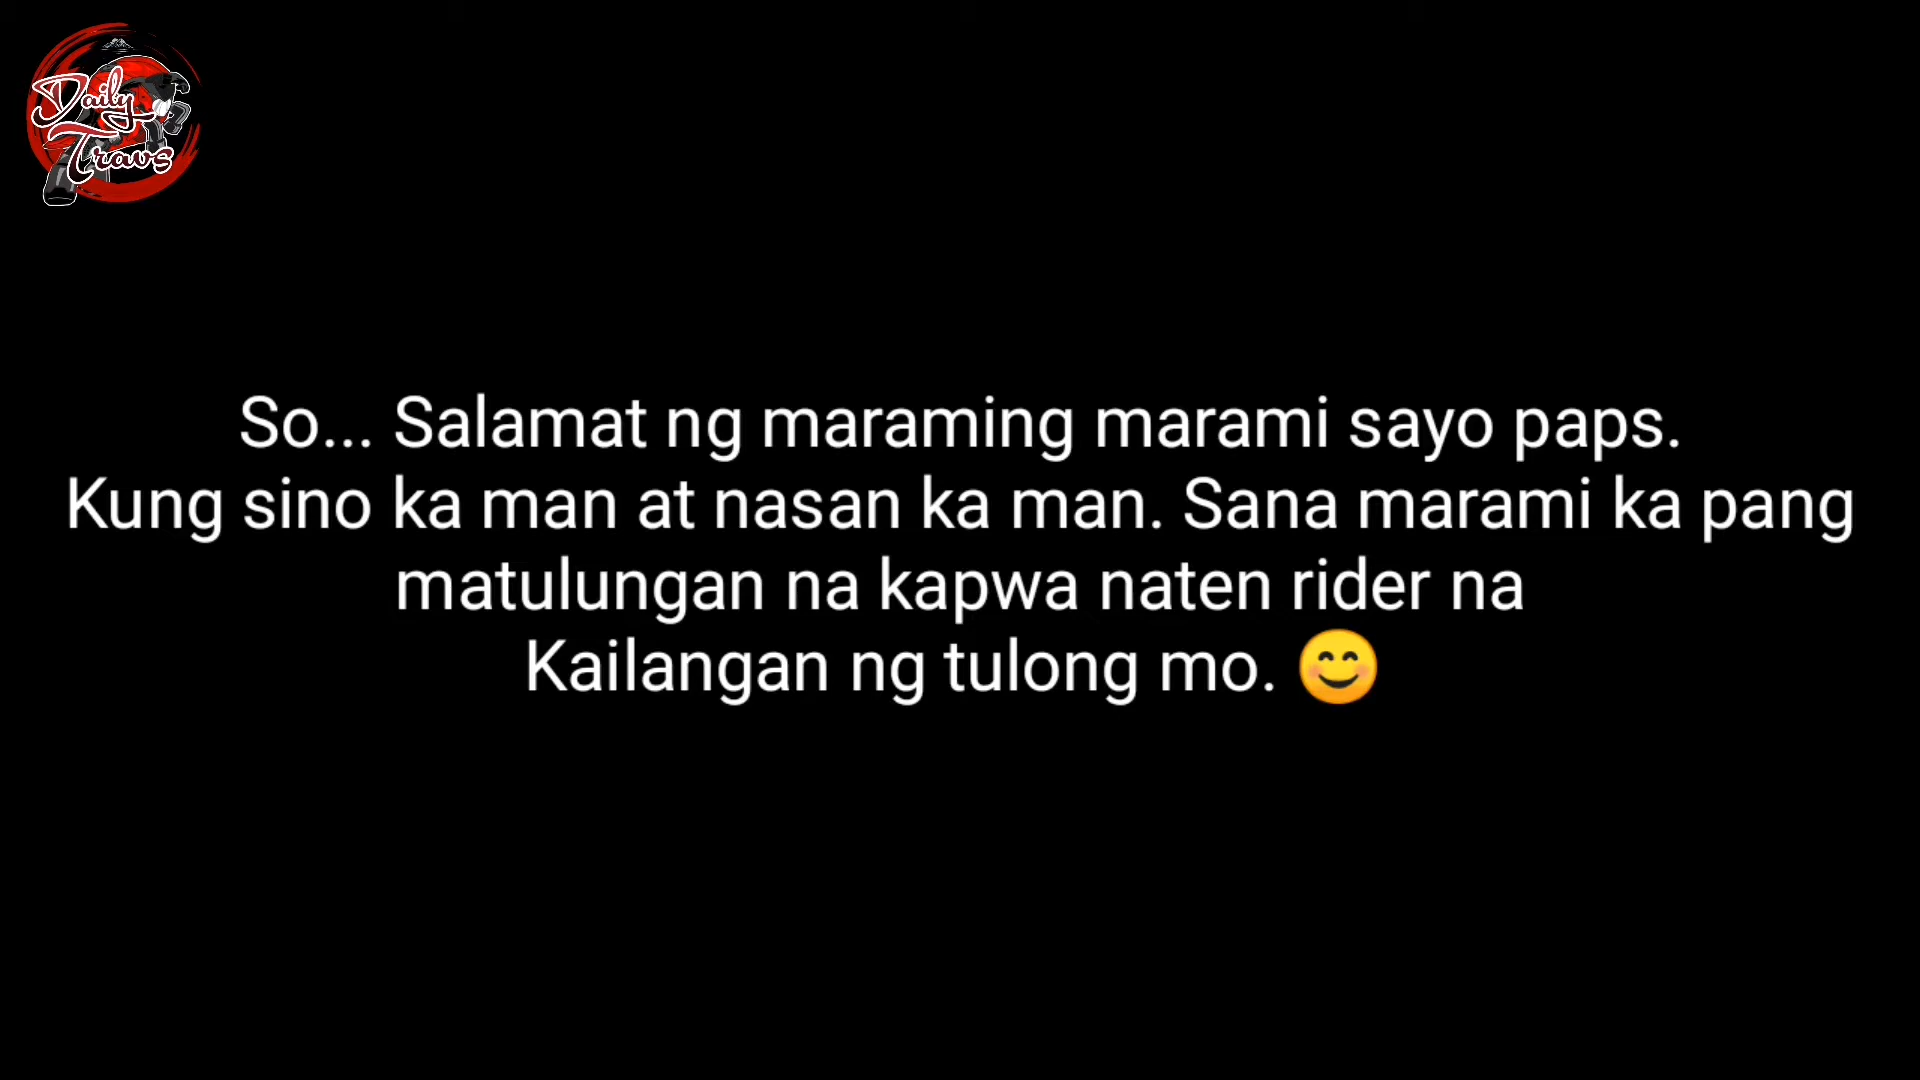 Daily
Travs
So... Salamat ng maraming marami sayo paps.
Kung sino ka man at nasan ka man. Sana marami ka pang
matulungan na kapwa naten rider na
Kailangan ng tulong mo. 😊